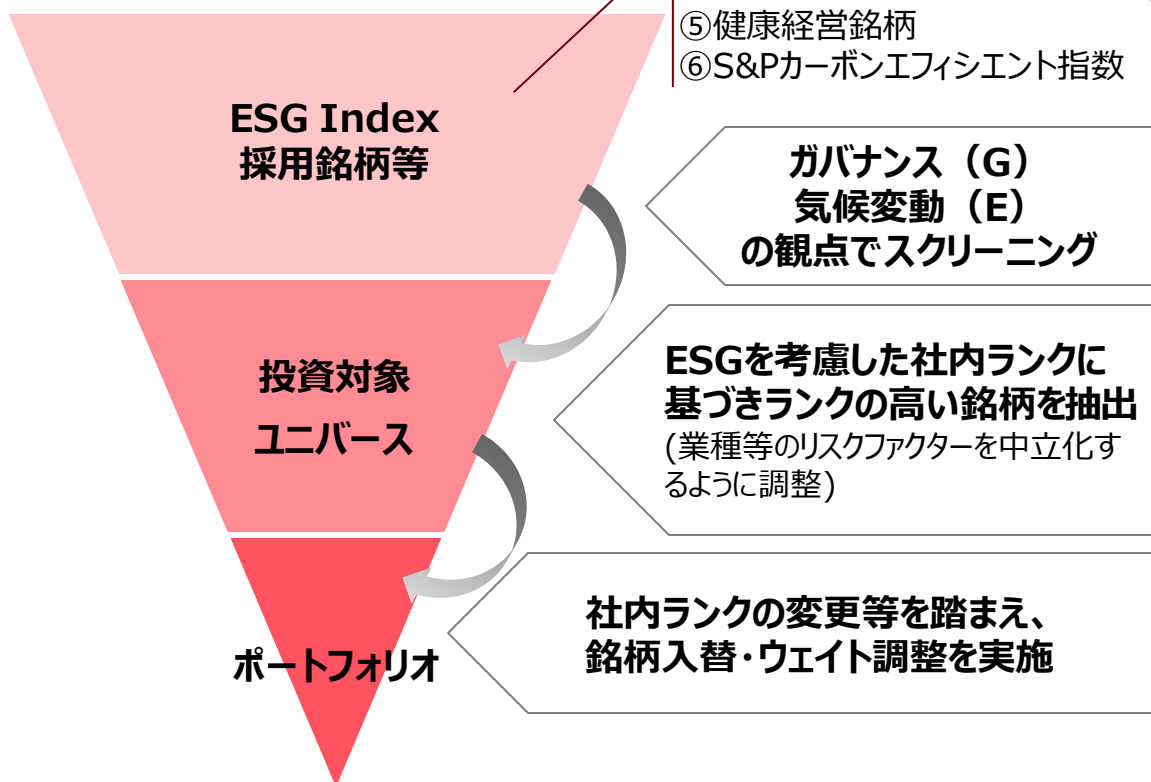 ⑤健康経営銘柄
⑥S&Pカーボンエフィシエント指数
ESG Index
採用銘柄等
ガバナンス（G）
気候変動（E）
の観点でスクリーニング
投資対象
ユニバース
ESGを考慮した社内ランクに
基づきランクの高い銘柄を抽出
(業種等のリスクファクターを中立化す
るように調整)
ポートフォリオ
社内ランクの変更等を踏まえ、
銘柄入替・ウェイト調整を実施